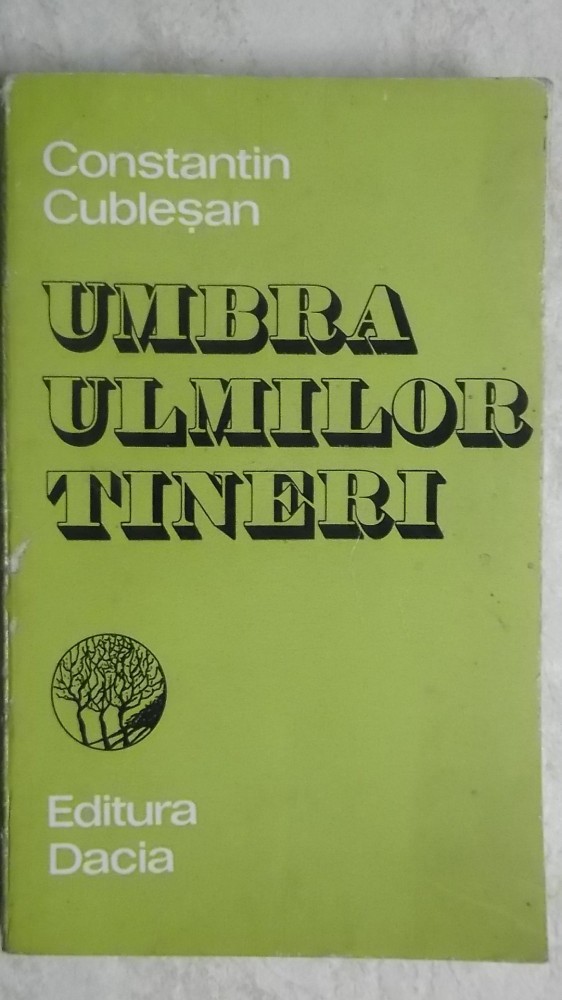 Constantin
Cubleșan
UMBRA
ULMILOR
TINERI
Editura
Dacia